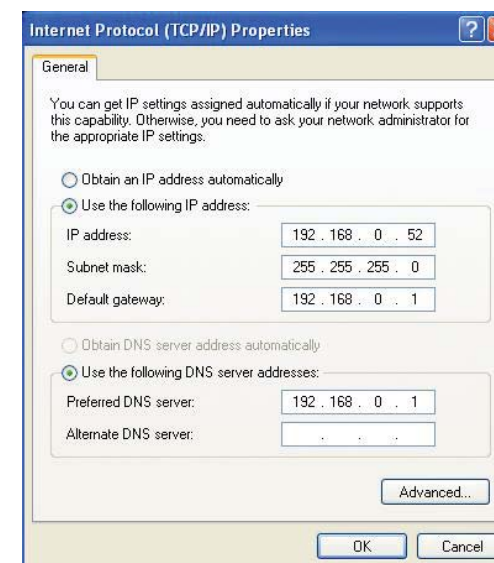 Internet Protocol (TCP/IP) Properties
?
General
You can get IP settings assigned automatically if your network supports
this capability. Otherwise, you need to ask your network administrator for
the appropriate IP settings.
Obtain an IP address automatically
Use the following IP address:
IP address: 192 . 168 . 0 . 52
Subnet mask: 255 . 255 . 255 . 0
Default gateway: 192 . 168 . 0 . 1
Obtain DNS server address automatically
Use the following DNS server addresses:
Preferred DNS server: 192 . 168 . 0 . 1
Alternate DNS server: . . .
Advanced...
OK Cancel